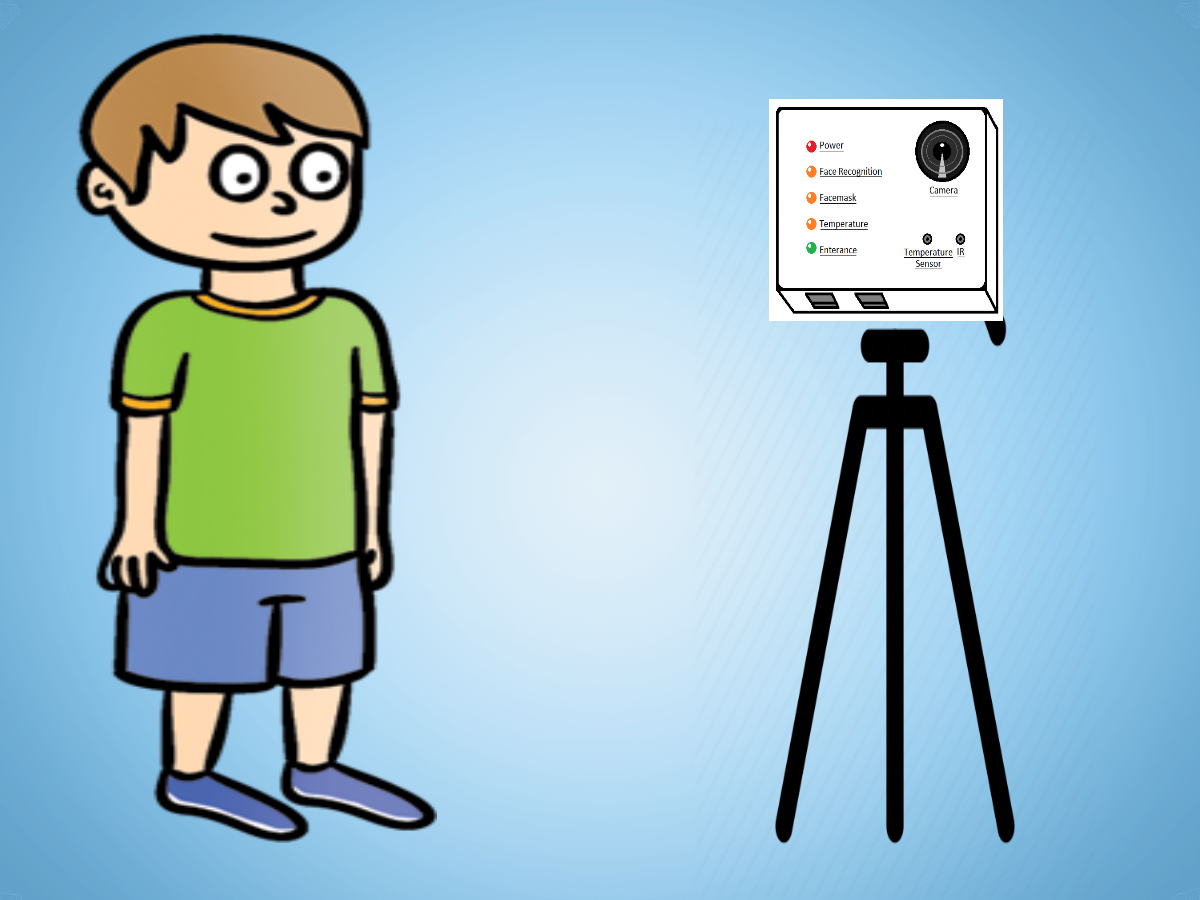 Power
Face Recognition
Facemask
Temperature
Enterance
Camera
Temperature IR
Sensor